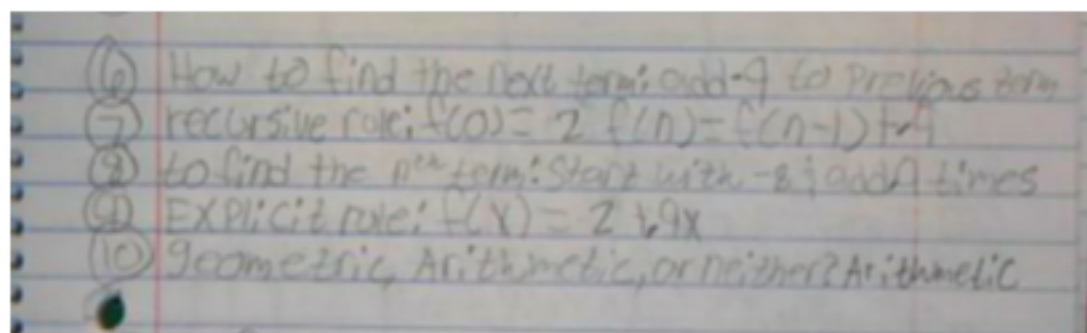 (6) How to find the next term: add -9 to previous term
(7) recursive rule: f(0) = 2 f(n) = f(n-1) + -9
(8) to find the nth term: Start with -8 ; add 9 times
(9) Explicit rule: f(x) = 2 + 9x
(10) geometric, Arithmetic, or neither? Arithmetic